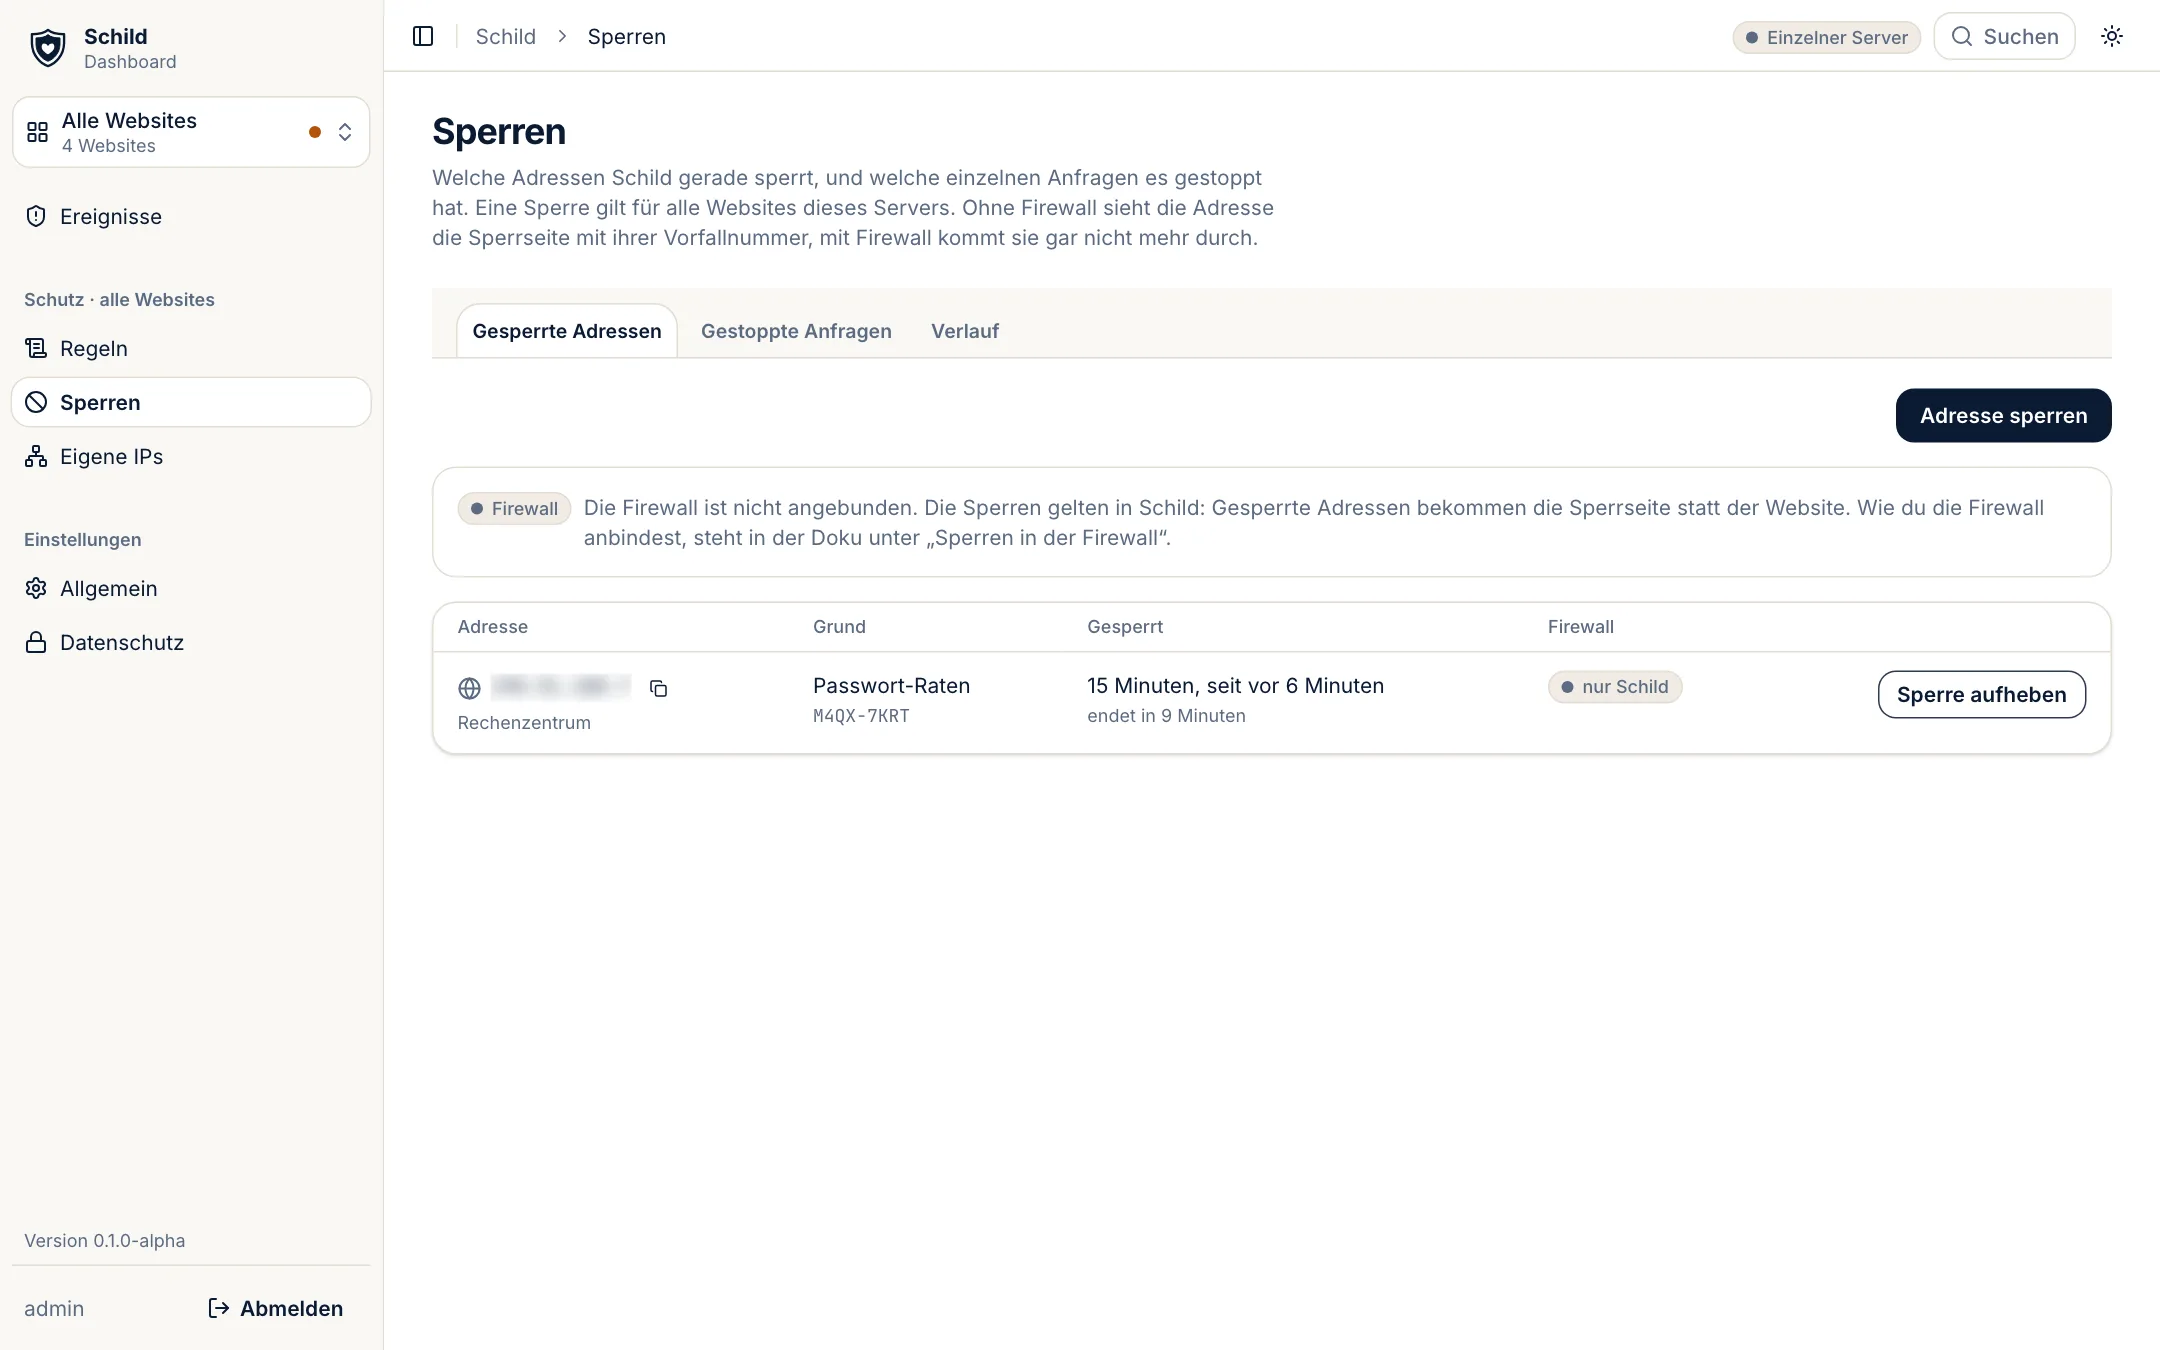 Schild
Dashboard
Alle Websites
4 Websites
Ereignisse
Schutz · alle Websites
Regeln
Sperren
Eigene IPs
Einstellungen
Allgemein
Datenschutz
Version 0.1.0-alpha
admin
Abmelden
Schild > Sperren
Einzelner Server
Suchen
Sperren
Welche Adressen Schild gerade sperrt, und welche einzelnen Anfragen es gestoppt
hat. Eine Sperre gilt für alle Websites dieses Servers. Ohne Firewall sieht die Adresse
die Sperrseite mit ihrer Vorfallnummer, mit Firewall kommt sie gar nicht mehr durch.
Gesperrte Adressen Gestoppte Anfragen Verlauf
Adresse sperren
Firewall Die Firewall ist nicht angebunden. Die Sperren gelten in Schild: Gesperrte Adressen bekommen die Sperrseite statt der Website. Wie du die Firewall
anbindest, steht in der Doku unter „Sperren in der Firewall“.
Adresse Grund Gesperrt Firewall
Passwort-Raten 15 Minuten, seit vor 6 Minuten nur Schild Sperre aufheben
Rechenzentrum M4QX-7KRT endet in 9 Minuten